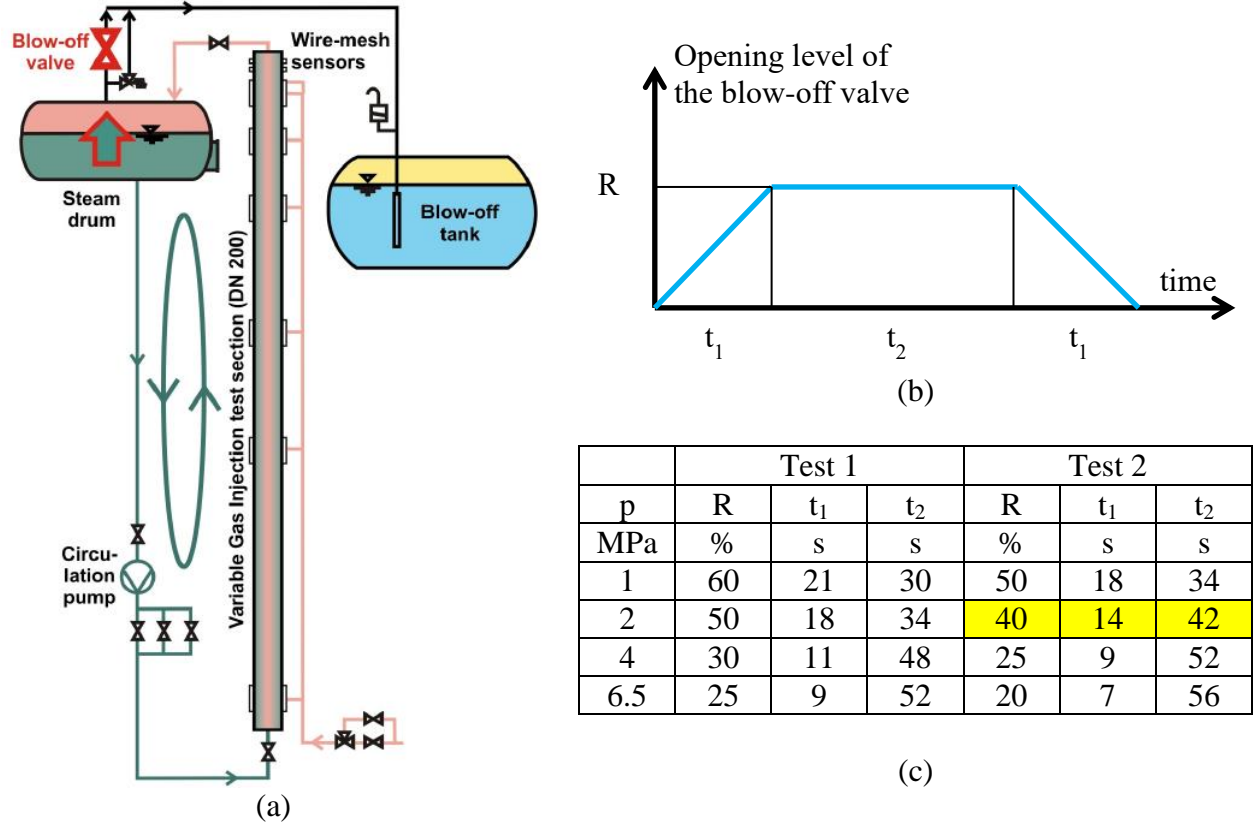 Blow-off
valve
Wire-mesh
sensors
Steam
drum
Blow-off
tank
Variable Gas Injection test section (DN 200)
Circu-
lation
pump
(a)
Opening level of
the blow-off valve
R
time
t1 t2 t1
(b)
Test 1 Test 2
p R t1 t2 R t1 t2
MPa % s s % s s
1 60 21 30 50 18 34
2 50 18 34 40 14 42
4 30 11 48 25 9 52
6.5 25 9 52 20 7 56
(c)